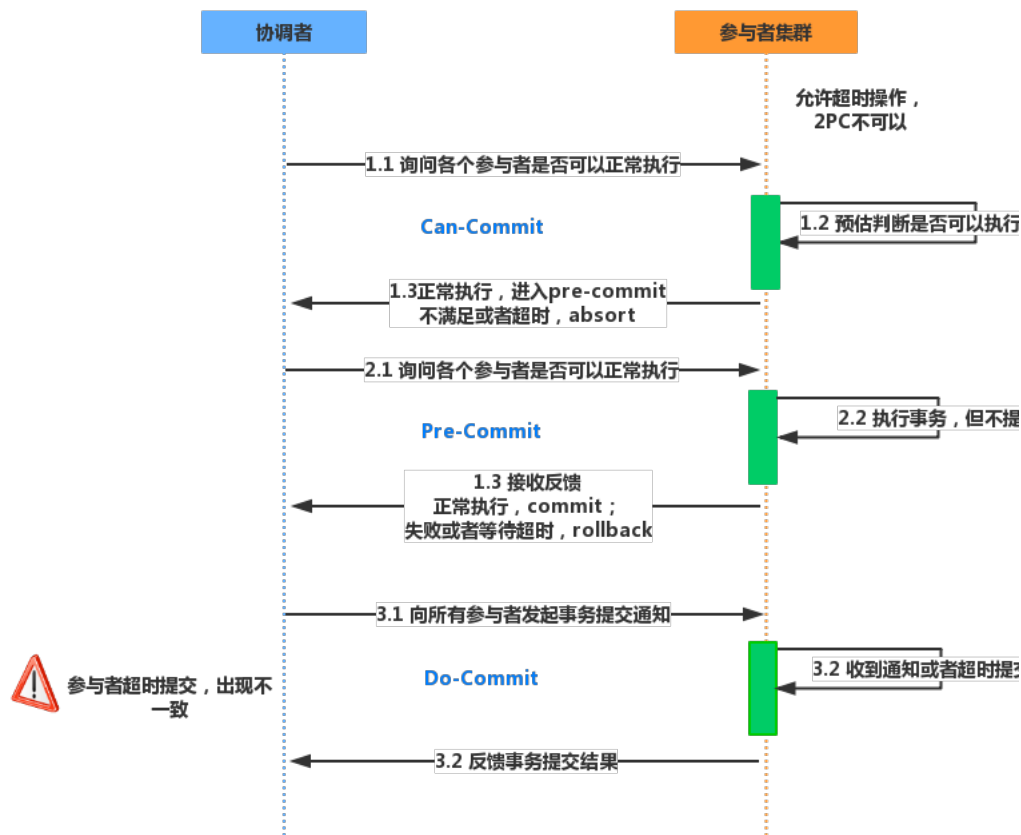 协调者
参与者集群
允许超时操作，
2PC不可以
1.1 询问各个参与者是否可以正常执行
Can-Commit
1.2 预估判断是否可以执行
1.3正常执行，进入pre-commit
不满足或者超时，absort
2.1 询问各个参与者是否可以正常执行
Pre-Commit
2.2 执行事务，但不提
1.3 接收反馈
正常执行，commit；
失败或者等待超时，rollback
3.1 向所有参与者发起事务提交通知
Do-Commit
3.2 收到通知或者超时提交
参与者超时提交，出现不
一致
3.2 反馈事务提交结果